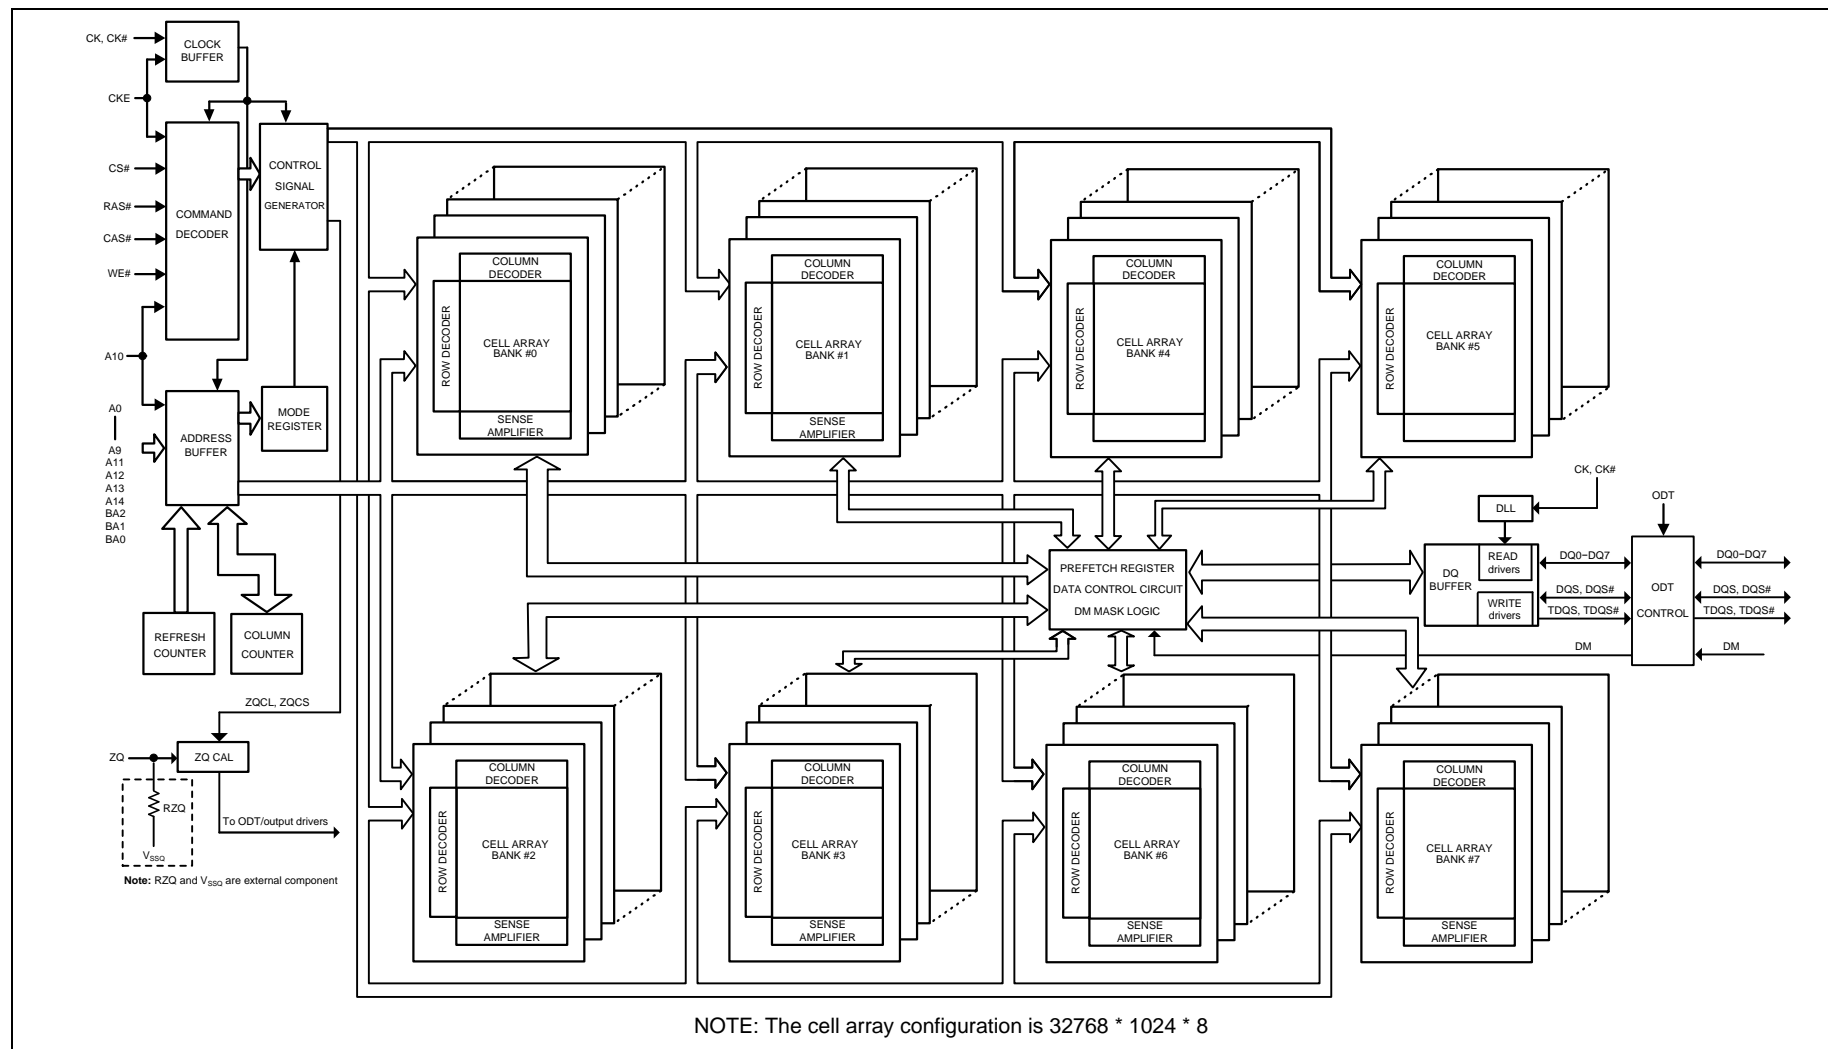 CK, CK#
CLOCK
BUFFER
CKE
CS#
RAS#
CAS#
WE#
COMMAND
DECODER
CONTROL
SIGNAL
GENERATOR
A10
A0
A9
A11
A12
A13
A14
BA2
BA1
BA0
ADDRESS
BUFFER
MODE
REGISTER
REFRESH
COUNTER
COLUMN
COUNTER
ZQCL, ZQCS
ZQ
ZQ CAL
RZQ
VSSQ
To ODT/output drivers
Note: RZQ and VSSQ are external component
COLUMN
DECODER
ROW DECODER
CELL ARRAY
BANK #0
SENSE
AMPLIFIER
COLUMN
DECODER
ROW DECODER
CELL ARRAY
BANK #1
SENSE
AMPLIFIER
COLUMN
DECODER
ROW DECODER
CELL ARRAY
BANK #4
COLUMN
DECODER
ROW DECODER
CELL ARRAY
BANK #5
PREFETCH REGISTER
DATA CONTROL CIRCUIT
DM MASK LOGIC
CK, CK#
DLL
DQ
BUFFER
READ
drivers
WRITE
drivers
DQ0~DQ7
DQS, DQS#
TDQS, TDQS#
DM
ODT
ODT
CONTROL
DQ0~DQ7
DQS, DQS#
TDQS, TDQS#
DM
COLUMN
DECODER
ROW DECODER
CELL ARRAY
BANK #2
SENSE
AMPLIFIER
COLUMN
DECODER
ROW DECODER
CELL ARRAY
BANK #3
SENSE
AMPLIFIER
COLUMN
DECODER
ROW DECODER
CELL ARRAY
BANK #6
SENSE
AMPLIFIER
COLUMN
DECODER
ROW DECODER
CELL ARRAY
BANK #7
SENSE
AMPLIFIER
NOTE: The cell array configuration is 32768 * 1024 * 8